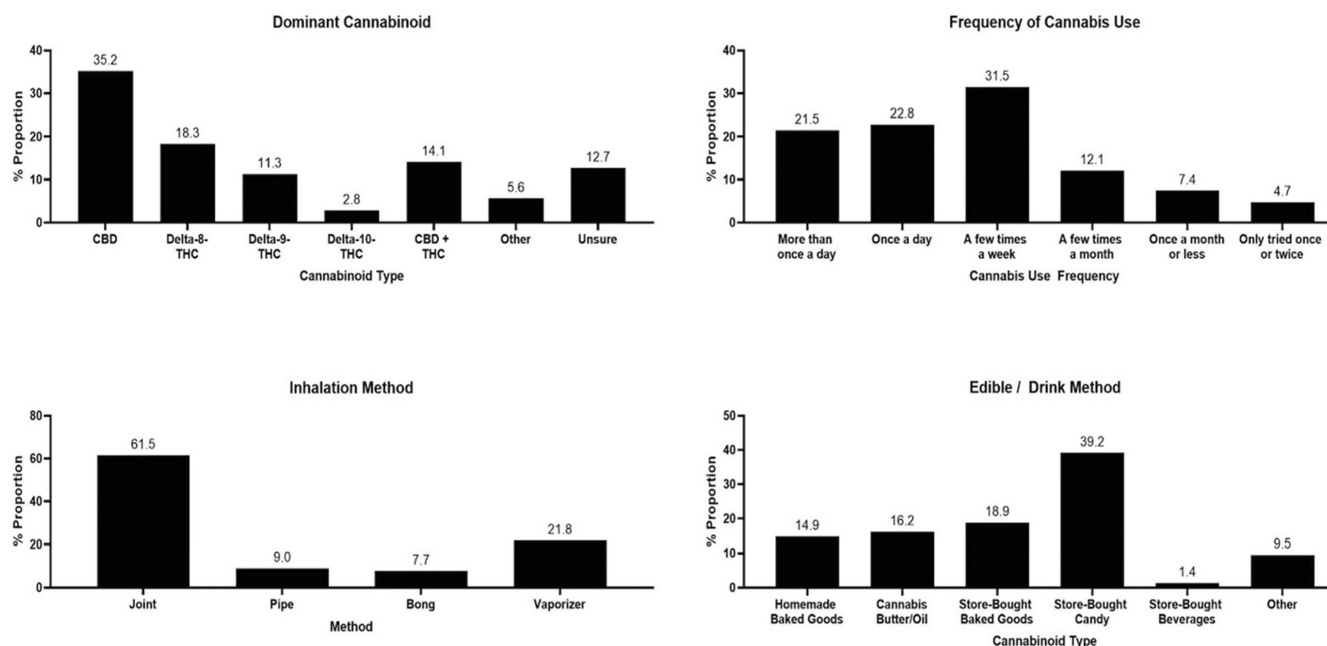 Dominant Cannabinoid
% Proportion
40
30
20
10
0
35.2
18.3
11.3
2.8
14.1
5.6
12.7
CBD
Delta-8-
THC
Delta-9-
THC
Delta-10-
THC
CBD +
THC
Other
Unsure
Cannabinoid Type
Frequency of Cannabis Use
% Proportion
40
30
20
10
0
21.5
22.8
31.5
12.1
7.4
4.7
More than
once a day
Once a day
A few times
a week
A few times
a month
Once a month
or less
Only tried once
or twice
Cannabis Use Frequency
Inhalation Method
% Proportion
80
60
40
20
0
61.5
9.0
7.7
21.8
Joint
Pipe
Bong
Vaporizer
Method
Edible / Drink Method
% Proportion
50
40
30
20
10
0
14.9
16.2
18.9
39.2
1.4
9.5
Homemade
Baked Goods
Cannabis
Butter/Oil
Store-Bought
Baked Goods
Store-Bought
Candy
Store-Bought
Beverages
Other
Cannabinoid Type